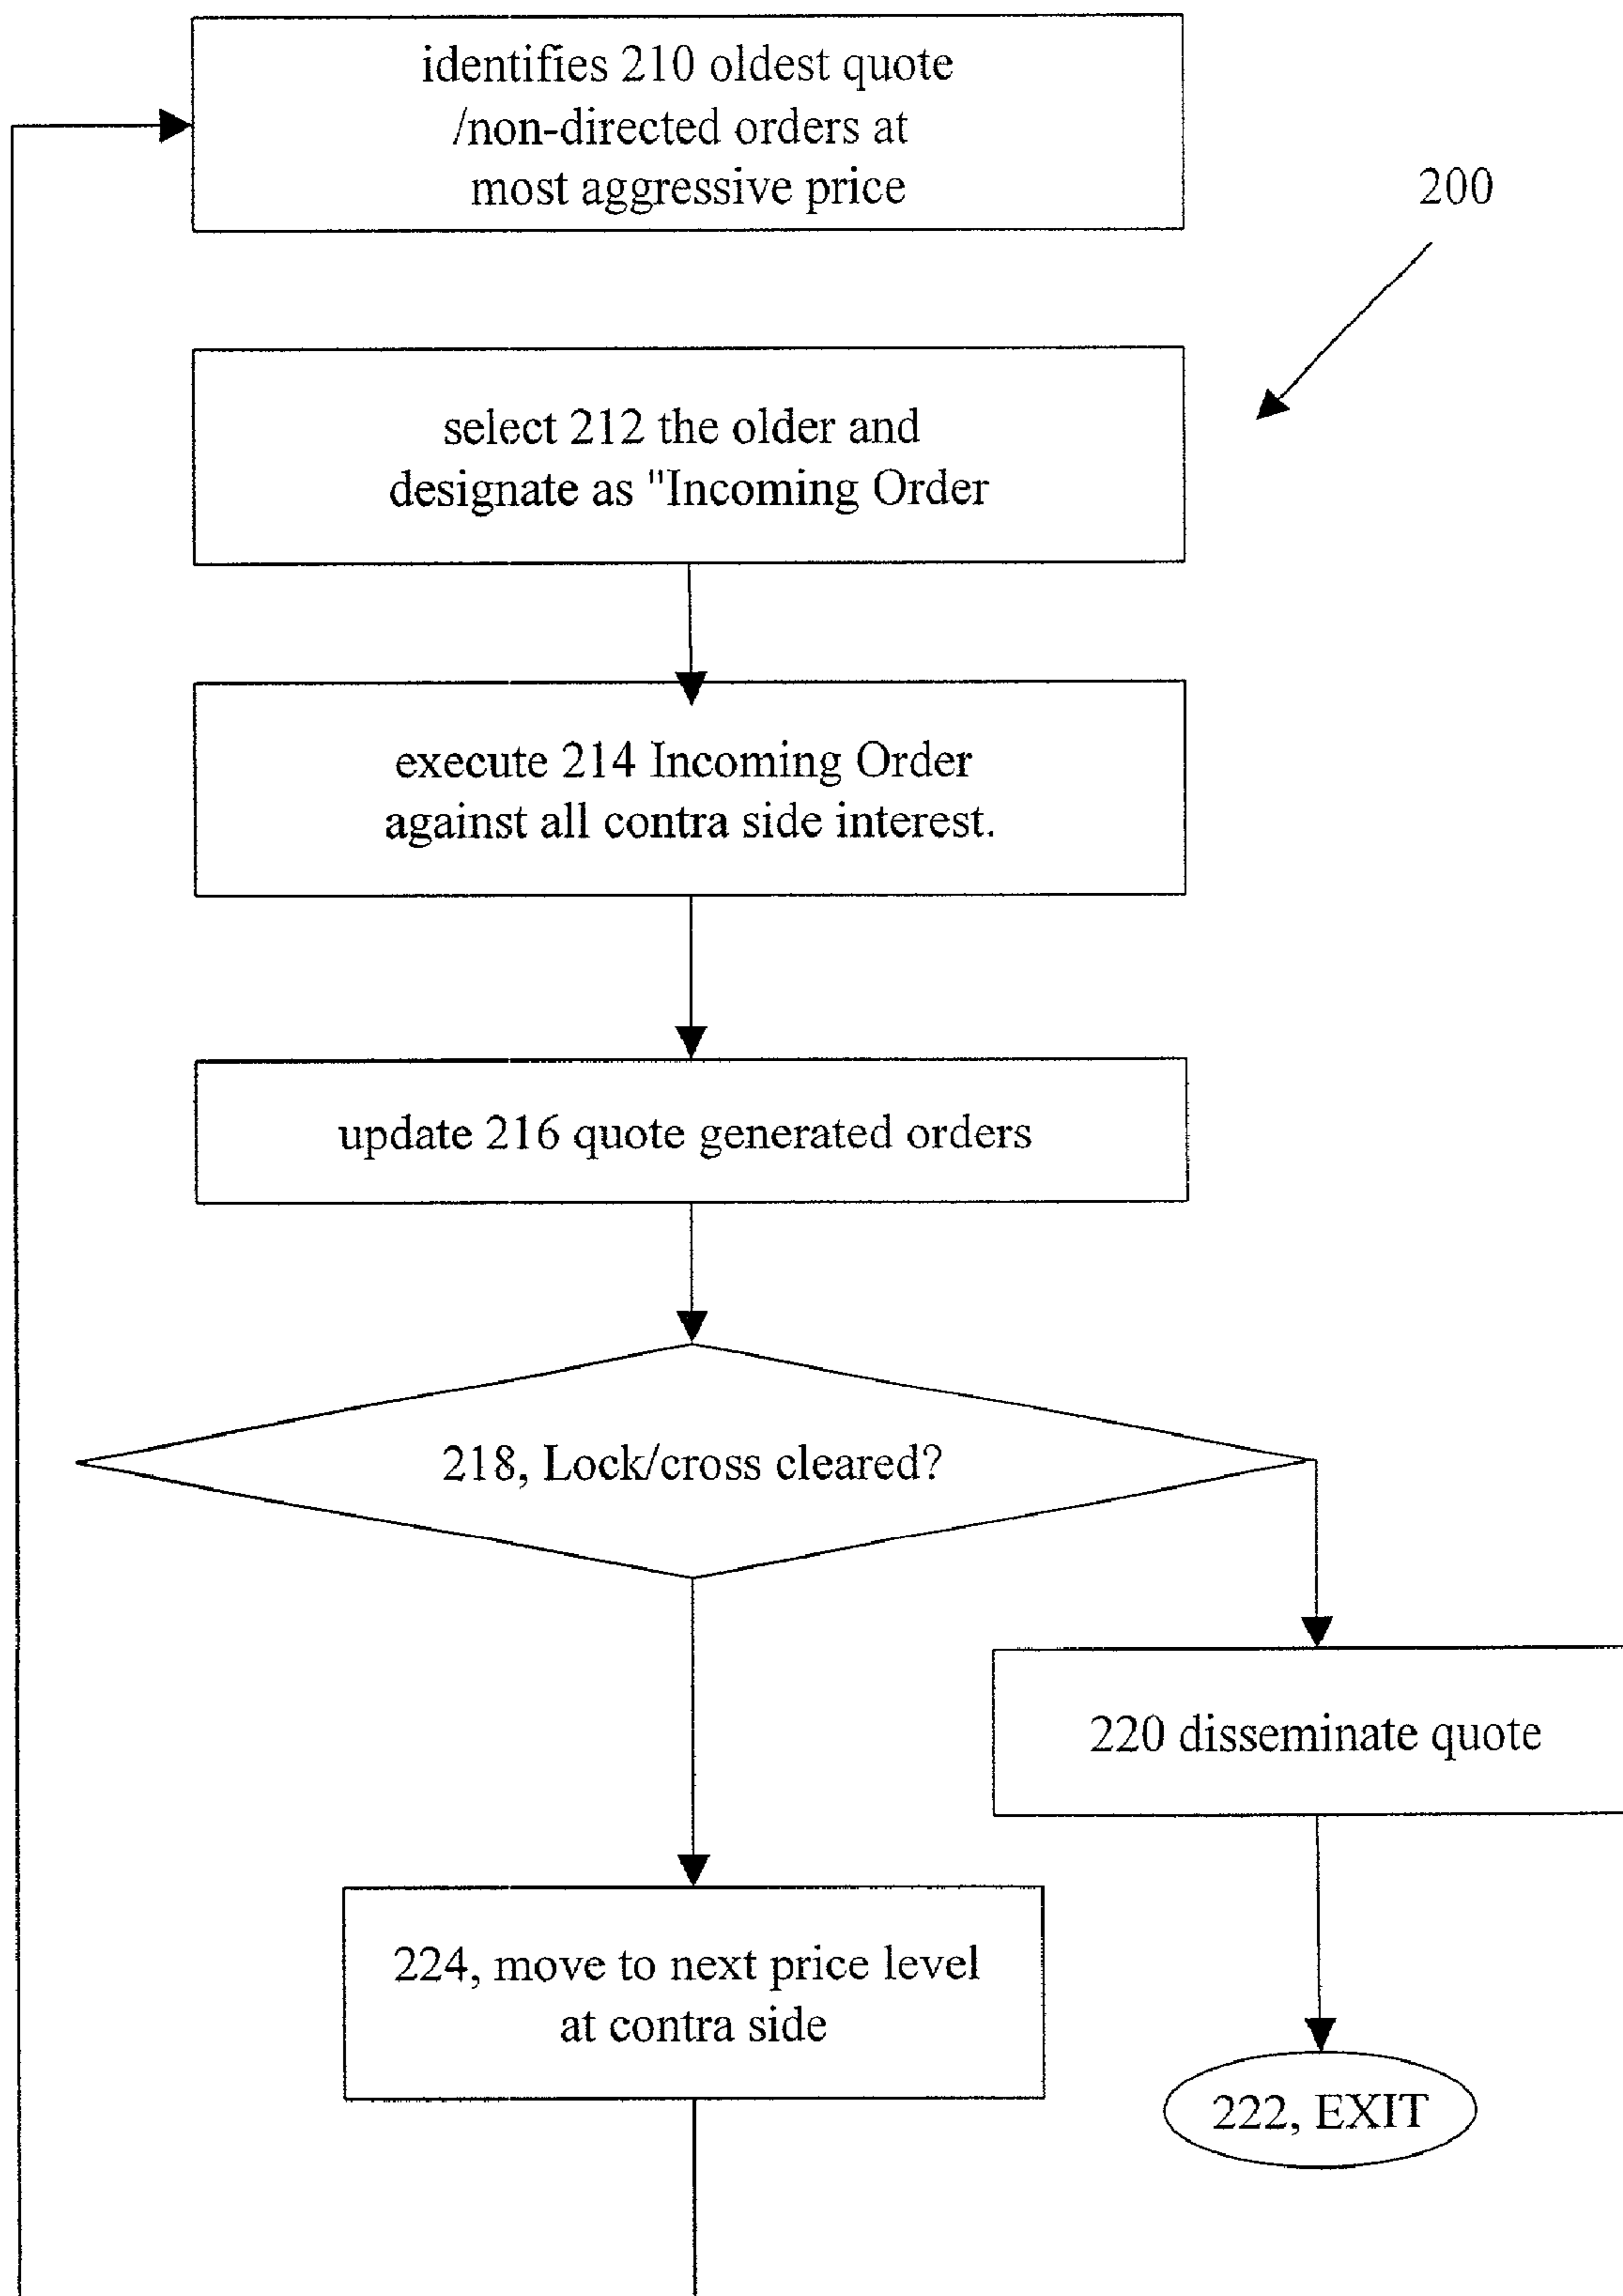 identifies 210 oldest quote
/non-directed orders at
most aggressive price
200
select 212 the older and
designate as "Incoming Order
execute 214 Incoming Order
against all contra side interest.
update 216 quote generated orders
218, Lock/cross cleared?
220 disseminate quote
224, move to next price level
at contra side
222, EXIT